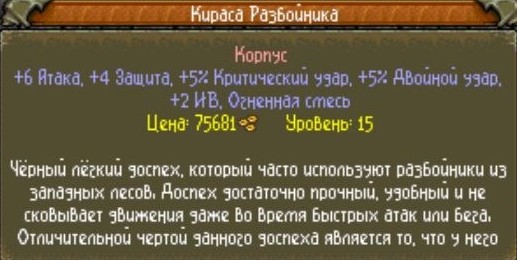 Кираса Разбойника
Корпус
+6 Атака, +4 Защита, +5% Критический удар, +5% Двойной удар,
+2 ИВ, Огненная смесь
Цена: 75681 Уровень: 15
Чёрный лёгкий доспех, который часто используют разбойники из
западных лесов. Доспех достаточно прочный, удобный и не
сковывает движения даже во время быстрых атак или бега.
Отличительной чертой данного доспеха является то, что у него